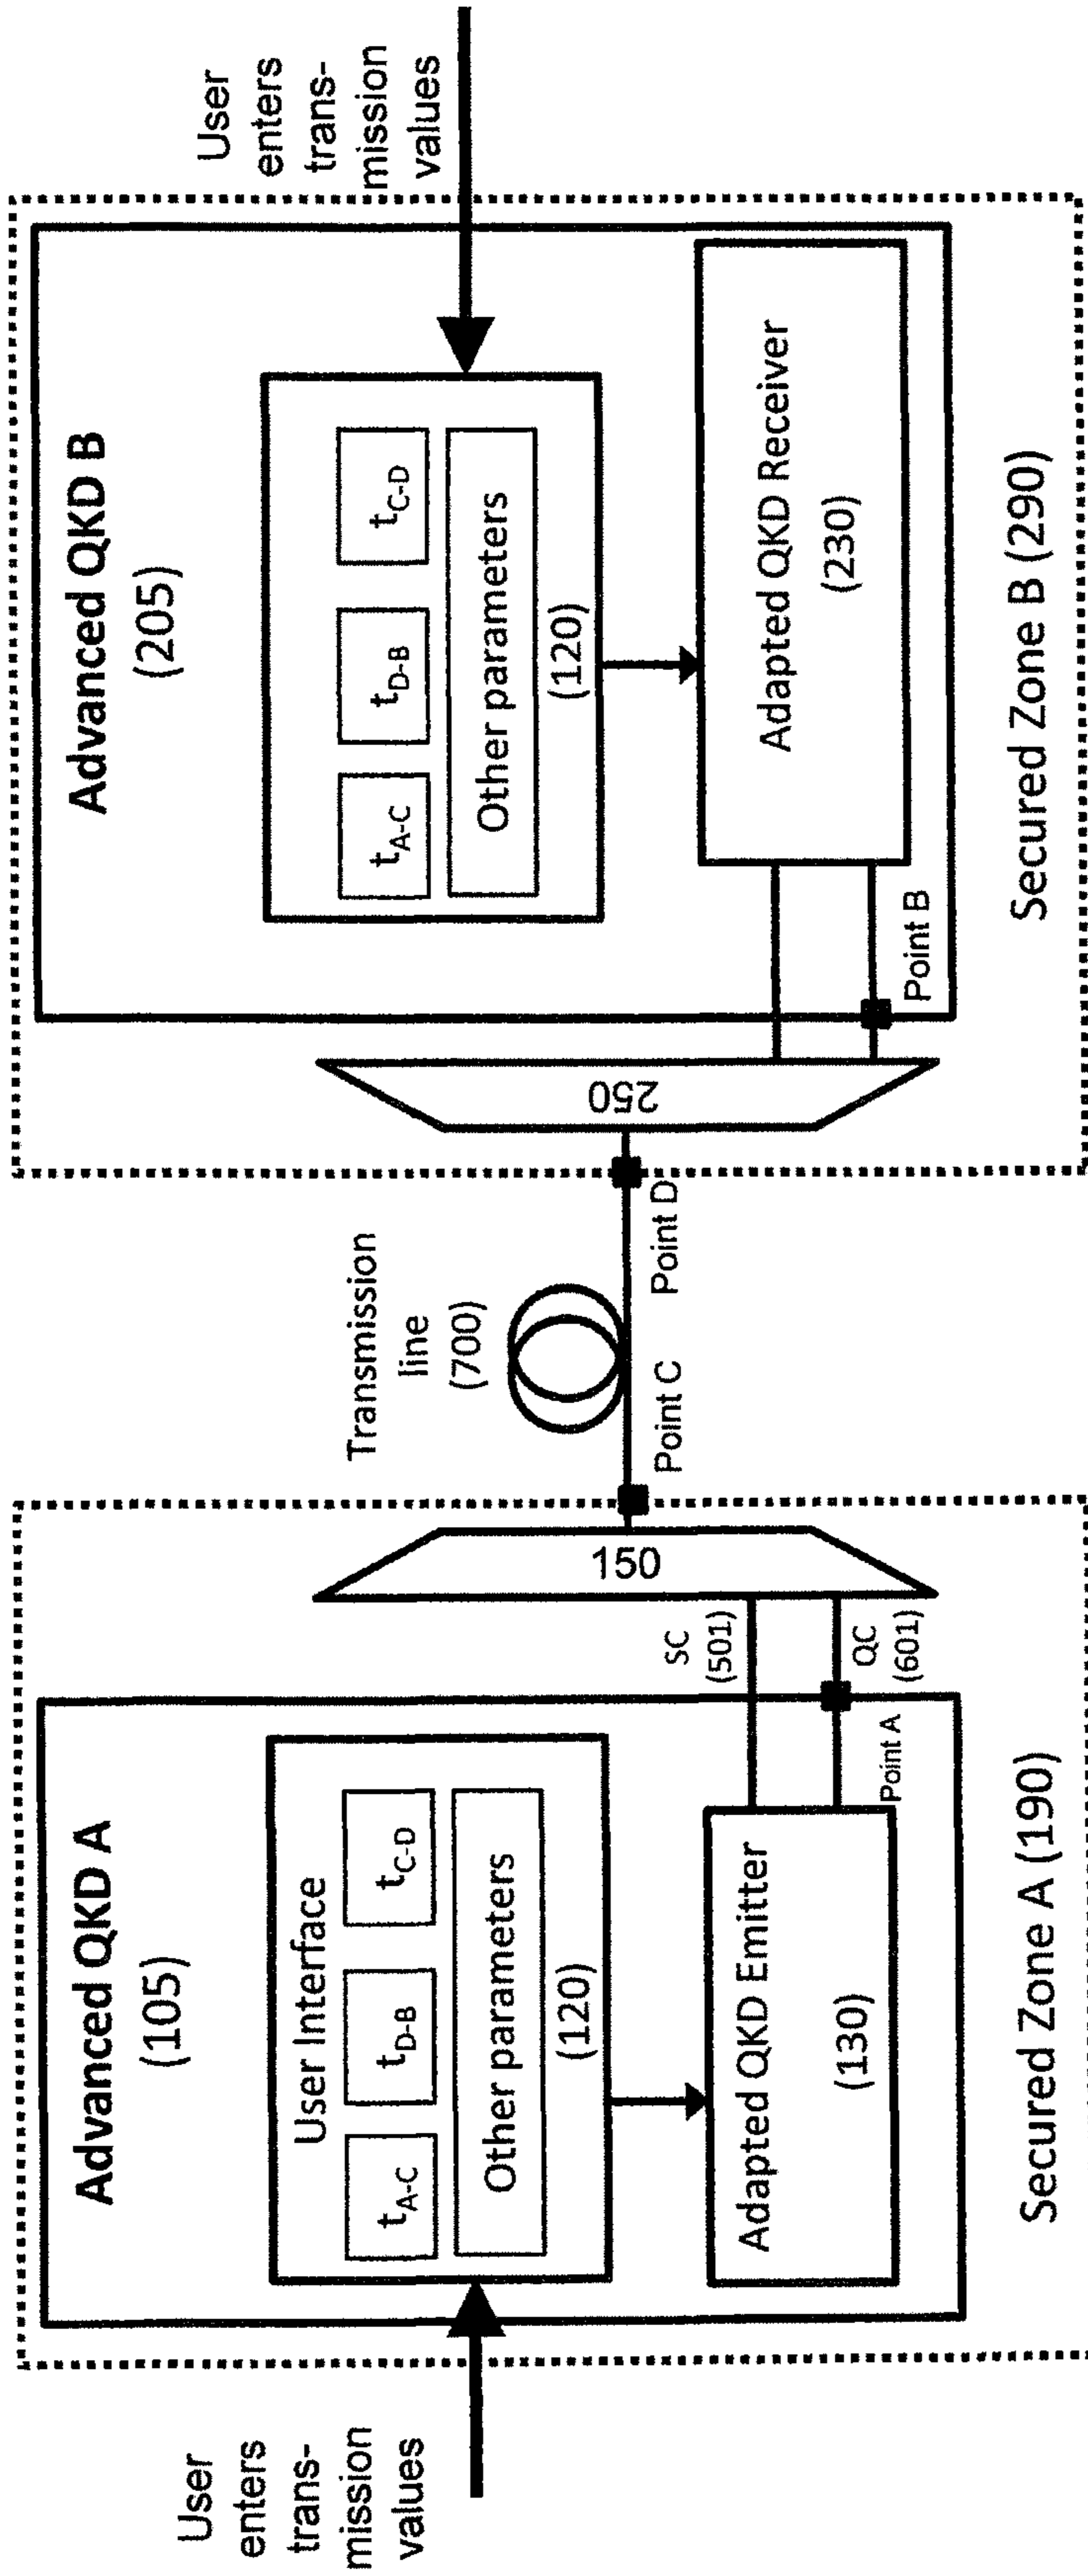 User
enters
trans-
mission
values
Advanced QKD A
(105)
User Interface
tA-C
tD-B
tC-D
Other parameters
(120)
Adapted QKD Emitter
(130)
Point A
SC
(501)
QC
(601)
150
Secured Zone A (190)
Transmission
line
(700)
Point C
Point D
250
Advanced QKD B
(205)
tA-C
tD-B
tC-D
Other parameters
(120)
Adapted QKD Receiver
(230)
Point B
Secured Zone B (290)
User
enters
trans-
mission
values